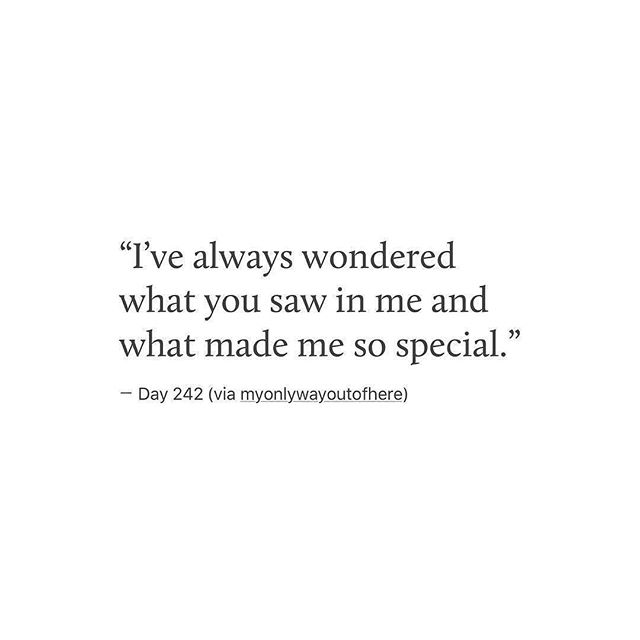 “I’ve always wondered
what you saw in me and
what made me so special.”
— Day 242 (via myonlywayoutofhere)